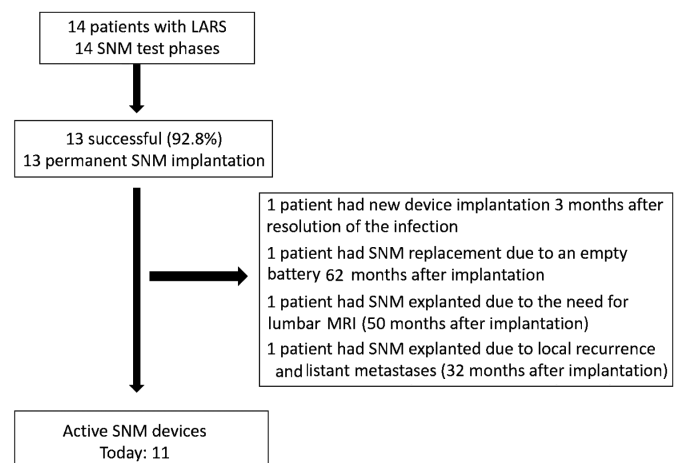 14 patients with LARS
14 SNM test phases
13 successful (92.8%)
13 permanent SNM implantation
1 patient had new device implantation 3 months after
resolution of the infection
1 patient had SNM replacement due to an empty
battery 62 months after implantation
1 patient had SNM explanted due to the need for
lumbar MRI (50 months after implantation)
1 patient had SNM explanted due to local recurrence
and listant metastases (32 months after implantation)
Active SNM devices
Today: 11